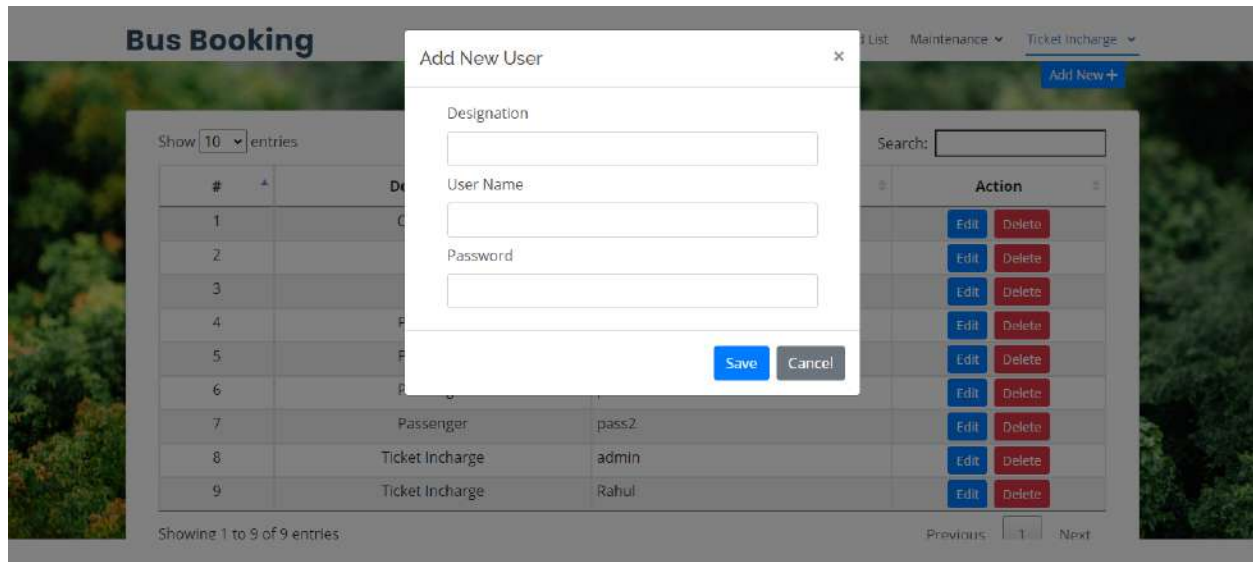 Bus Booking
List Maintenance Ticket Incharge
Add New +
Add New User ×
Designation
User Name
Password
Save Cancel
Show 10 entries
Search:
# Action
1 Edit Delete
2 Edit Delete
3 Edit Delete
4 Edit Delete
5 Edit Delete
6 Edit Delete
7 Passenger pass2 Edit Delete
8 Ticket Incharge admin Edit Delete
9 Ticket Incharge Rahul Edit Delete
Showing 1 to 9 of 9 entries
Previous 1 Next